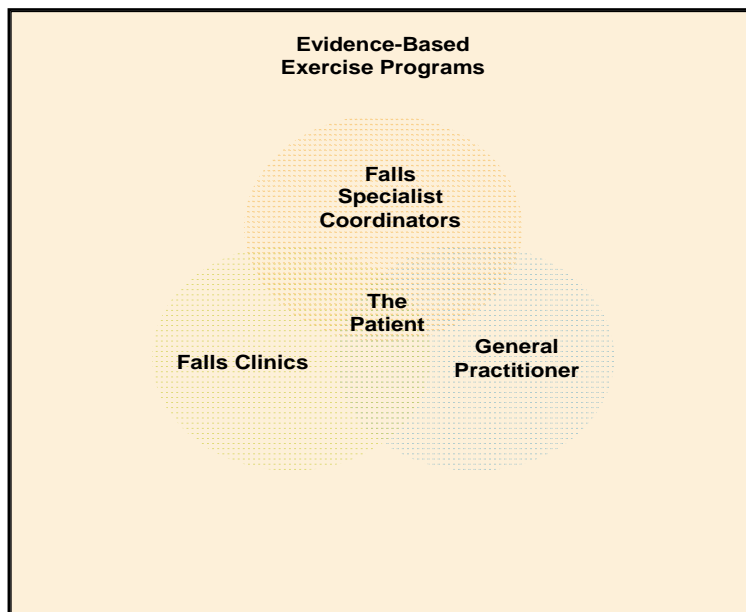 Evidence-Based
Exercise Programs
Falls
Specialist
Coordinators
The
Patient
Falls Clinics
General
Practitioner